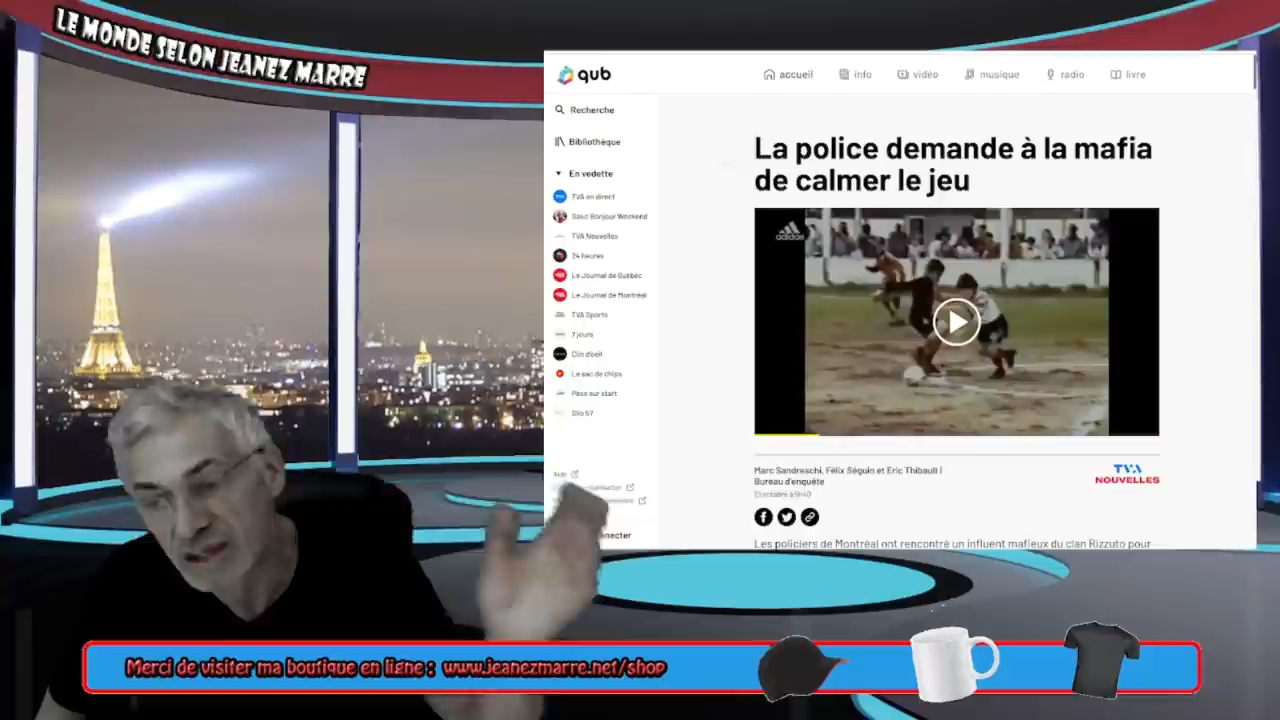 LE MONDE SELON JEANEZ MARRE
qub
accueil
info
vidéo
musique
radio
livre
Recherche
Bibliothèque
En vedette
TVA en direct
Salut Bonjour Weekend
TVA Nouvelles
24 heures
Le Journal de Québec
Le Journal de Montréal
TVA Sports
7 jours
Clin d'oeil
Le sac de chips
Pèse sur start
Silo 57
La police demande à la mafia
de calmer le jeu
adidas
Marc Sandreschi, Félix Séguin et Eric Thibault |
Bureau d'enquête
TVA
NOUVELLES
Les policiers de Montréal ont rencontré un influent mafieux du clan Rizzuto pour
Merci de visiter ma boutique en ligne : www.jeanezmarre.net/shop